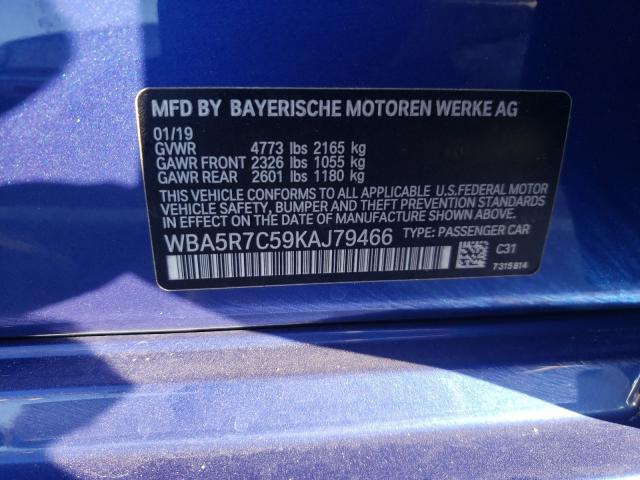 MFD BY BAYERISCHE MOTOREN WERKE AG
01/19
GVWR 4773 lbs 2165 kg
GAWR FRONT 2326 lbs 1055 kg
GAWR REAR 2601 lbs 1180 kg
THIS VEHICLE CONFORMS TO ALL APPLICABLE U.S.FEDERAL MOTOR
VEHICLE SAFETY, BUMPER AND THEFT PREVENTION STANDARDS
IN EFFECT ON THE DATE OF MANUFACTURE SHOWN ABOVE.
WBA5R7C59KAJ79466 TYPE: PASSENGER CAR
C31
7315814